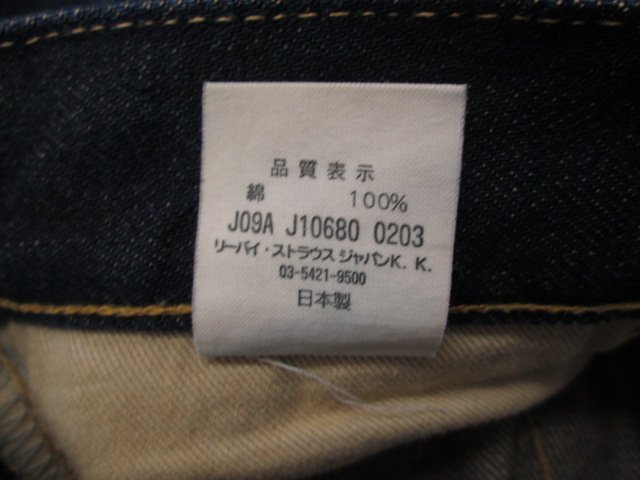 品質表示
綿 100%
J09A J10680 0203
リーバイ・ストラウス ジャパンK. K.
03-5421-9500
日本製